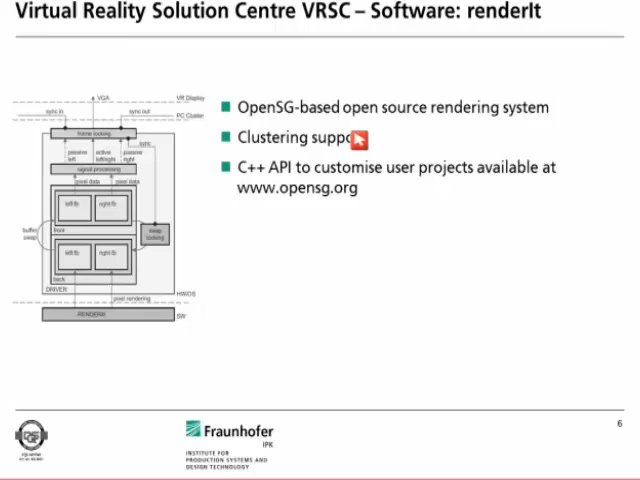 Virtual Reality Solution Centre VRSC – Software: renderIt
VGA
VR Display
sync in
sync out
PC Cluster
frame locking
sync
passive left
active left/right
passive right
signal processing
pixel data
pixel data
left fb
right fb
buffer swap
front
swap locking
left fb
right fb
back
DRIVER
HW/OS
pixel rendering
RENDERIt
SW
OpenSG-based open source rendering system
Clustering suppo
C++ API to customise user projects available at
www.opensg.org
6
Fraunhofer
IPK
INSTITUTE FOR
PRODUCTION SYSTEMS AND
DESIGN TECHNOLOGY